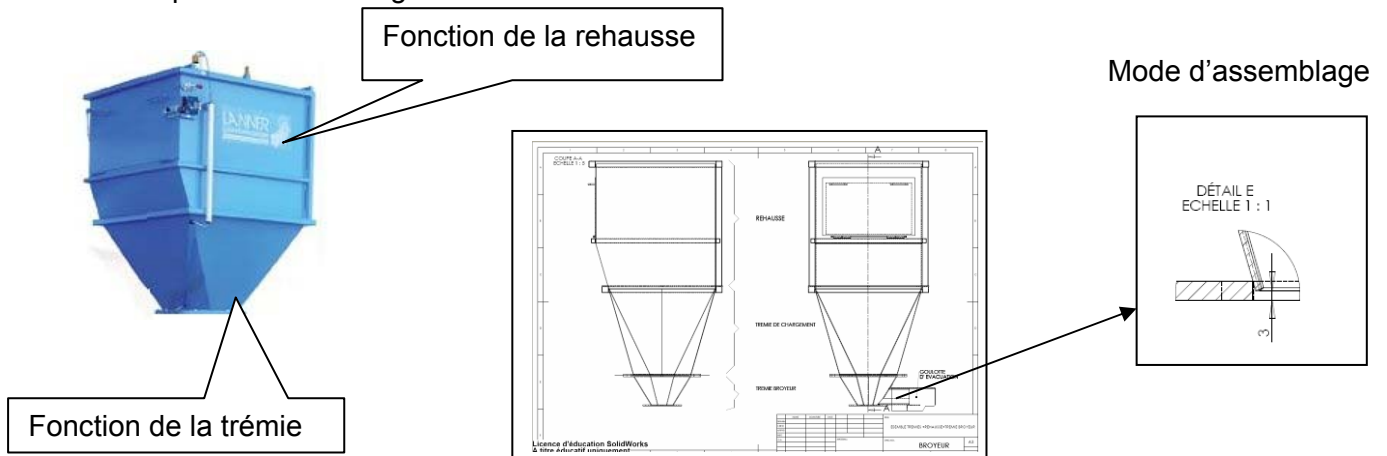 Fonction de la rehausse
Mode d'assemblage
LANNER
COUPE A-A
ECHELLE 1 : 5
A
REHAUSSE
DÉTAIL E
ECHELLE 1 : 1
3
TREMIE DE CHARGEMENT
GOULOTTE
D' EVACUATION
TREMIE BROYEUR
A
Fonction de la trémie
Licence d'éducation SolidWorks
A titre éducatif uniquement
BROYEUR